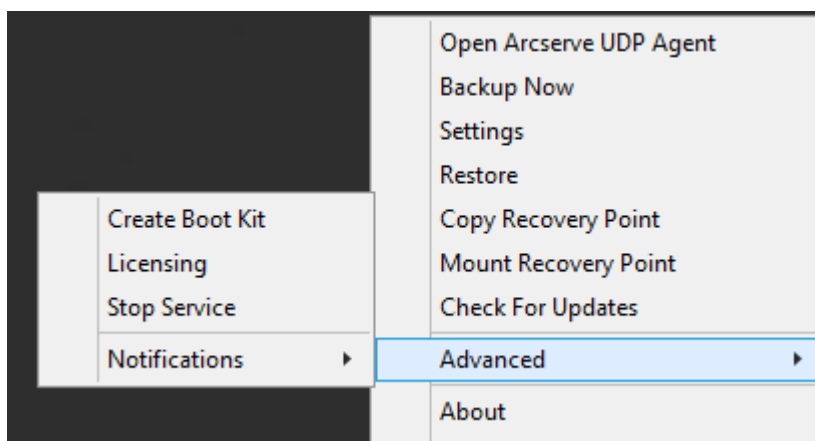 Open Arcserve UDP Agent
Backup Now
Settings
Restore
Copy Recovery Point
Mount Recovery Point
Check For Updates
Advanced
About
Create Boot Kit
Licensing
Stop Service
Notifications